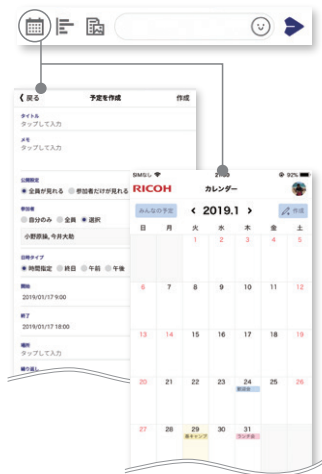 戻る 予定を作成 作成
タイトル
タップして入力
メモ
タップして入力
公開設定
全員が見れる 参加者だけが見れる
参加者
自分のみ 全員 選択
小野原操, 今井大助
日時タイプ
時間指定 終日 午前 午後
開始
2019/01/17 9:00
終了
2019/01/17 18:00
場所
タップして入力
繰り返し
SIMなし 92%
RICOH カレンダー
みんなの予定 2019.1 作成
日 月 火 水 木 金 土
1 2 3 4 5
6 7 8 9 10 11 12
13 14 15 16 17 18 19
20 21 22 23 24 25 26
27 28 29 30 31
ランチ会